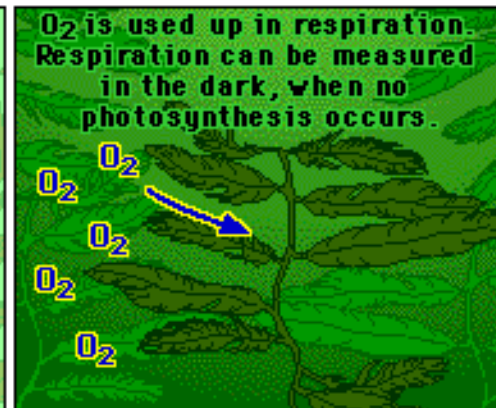 O₂ is used up in respiration.
Respiration can be measured
in the dark, when no
photosynthesis occurs.
O₂
O₂
O₂
O₂
O₂